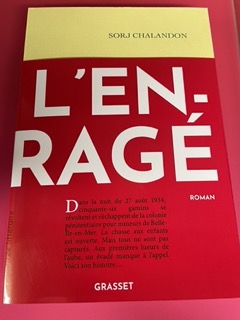 SORJ CHALANDON
L'EN-
RAGÉ
ROMAN
Dans la nuit du 27 août 1934,
cinquante-six gamins se
révoltent et s'échappent de la colonie
pénitentiaire pour mineurs de Belle-
Île-en-Mer. La chasse aux enfants
est ouverte. Mais tous ne sont pas
capturés. Aux premières lueurs de
l'aube, un évadé manque à l'appel.
Voici son histoire...
GRASSET